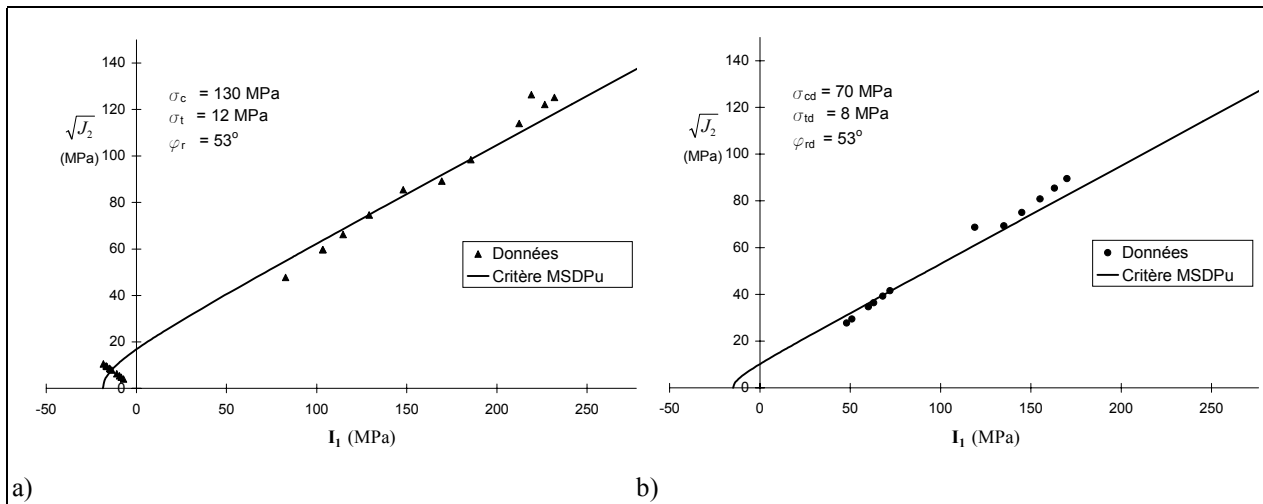 140
120
100
80
60
40
20
0
-50
0
50
100
150
200
250
√J₂
(MPa)
σc = 130 MPa
σt = 12 MPa
φr = 53°
Données
Critère MSDPu
I₁ (MPa)
a)
140
120
100
80
60
40
20
0
-50
0
50
100
150
200
250
√J₂
(MPa)
σcd = 70 MPa
σtd = 8 MPa
φrd = 53°
Données
Critère MSDPu
I₁ (MPa)
b)